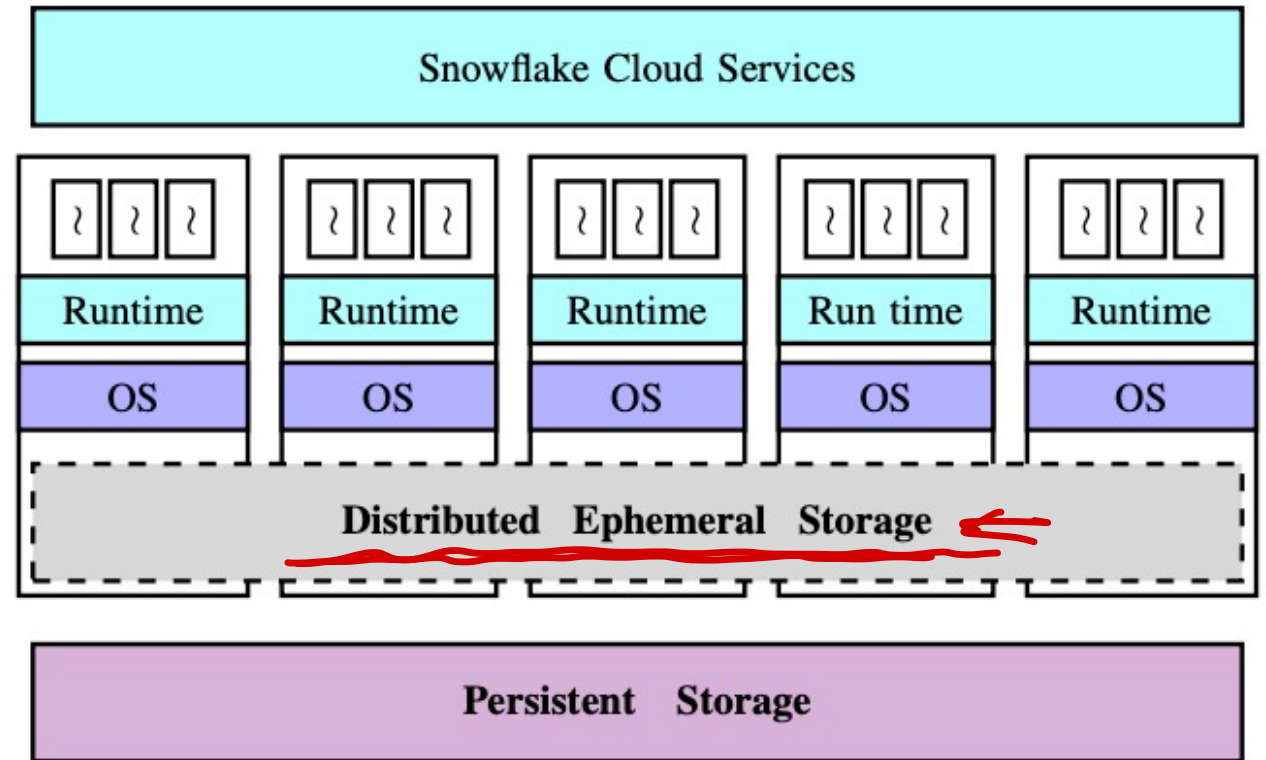 Snowflake Cloud Services
≀ ≀ ≀ ≀ ≀ ≀ ≀ ≀ ≀ ≀ ≀ ≀ ≀ ≀ ≀
Runtime Runtime Runtime Run time Runtime
OS OS OS OS OS
Distributed Ephemeral Storage
Persistent Storage